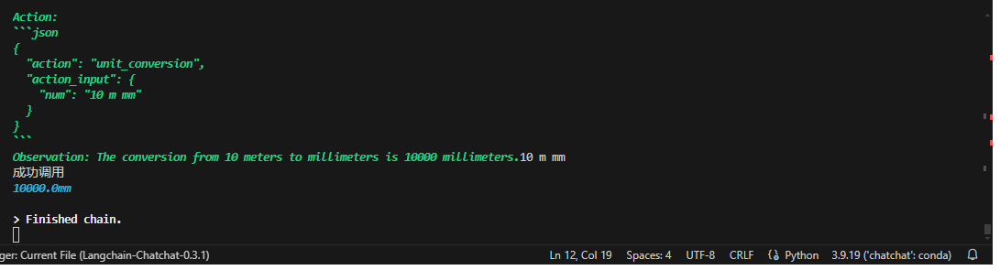 Action:
```json
{
  "action": "unit_conversion",
  "action_input": {
    "num": "10 m mm"
  }
}
```
Observation: The conversion from 10 meters to millimeters is 10000 millimeters.10 m mm
成功调用
10000.0mm
> Finished chain.
ger: Current File (Langchain-Chatchat-0.3.1) Ln 12, Col 19 Spaces: 4 UTF-8 CRLF Python 3.9.19 ('chatchat': conda)